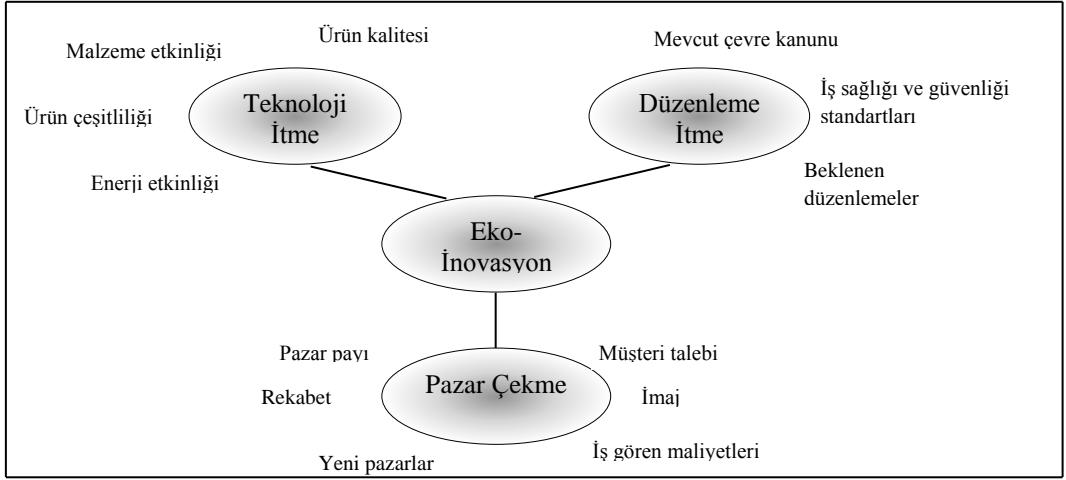 Ürün kalitesi
Malzeme etkinliği
Ürün çeşitliliği
Enerji etkinliği
Teknoloji
İtme
Mevcut çevre kanunu
Düzenleme
İtme
İş sağlığı ve güvenliği
standartları
Beklenen
düzenlemeler
Eko-
İnovasyon
Pazar payı
Rekabet
Yeni pazarlar
Pazar Çekme
Müşteri talebi
İmaj
İş gören maliyetleri